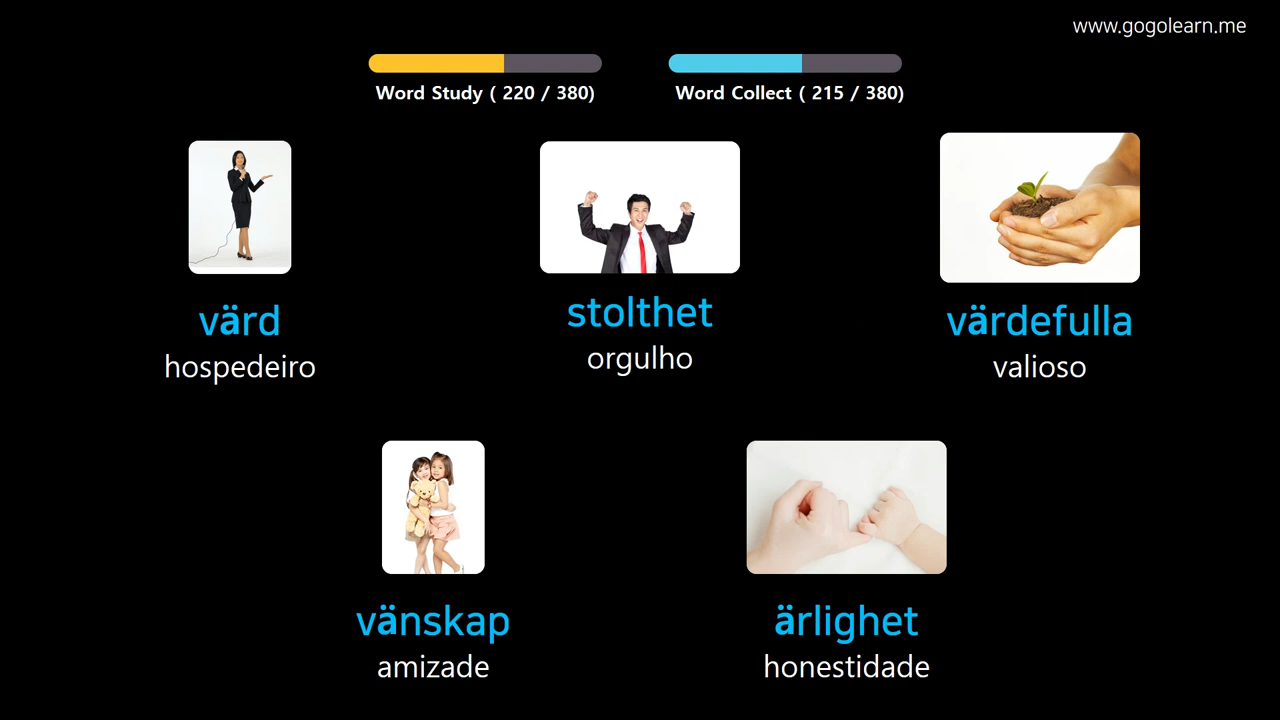 www.gogolearn.me
Word Study ( 220 / 380)
Word Collect ( 215 / 380)
värd
hospedeiro
stolthet
orgulho
värdefulla
valioso
vänskap
amizade
ärlighet
honestidade